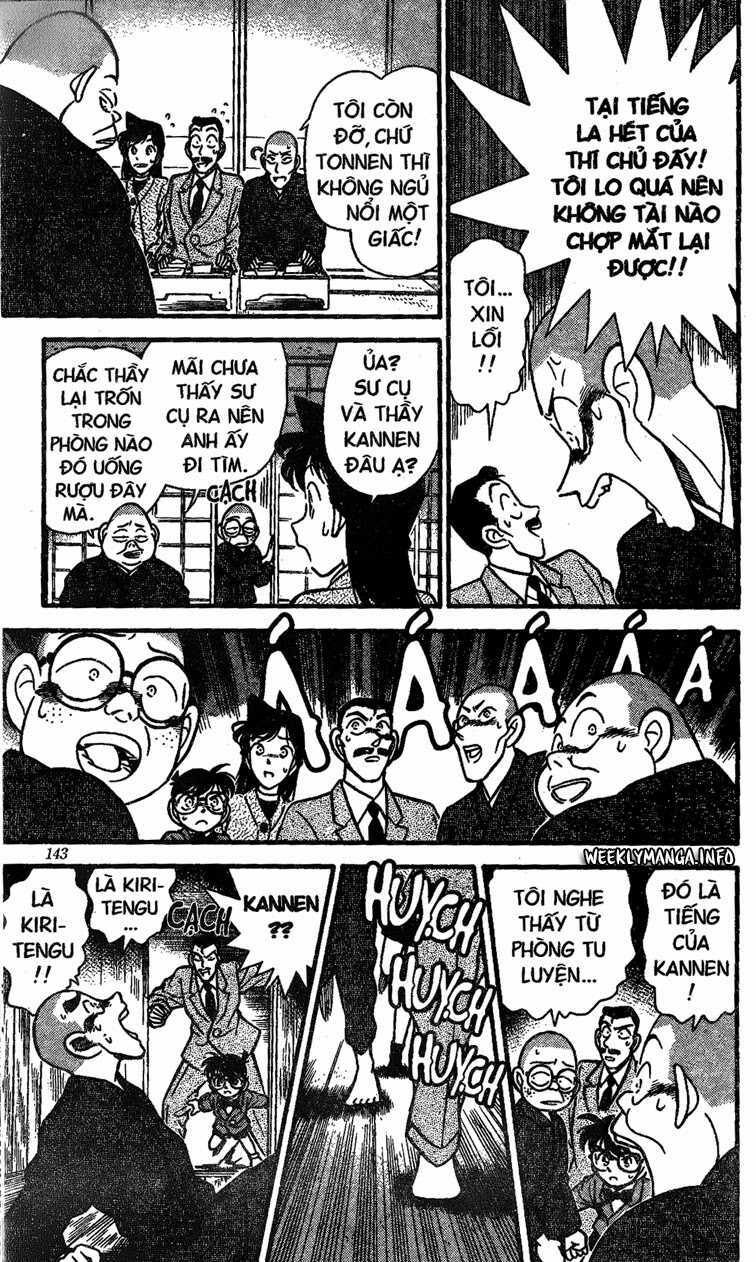 TẠI TIẾNG
LA HÉT CỦA
THÍ CHỦ ĐẤY!
TÔI LO QUÁ NÊN
KHÔNG TÀI NÀO
CHỢP MẮT LẠI
ĐƯỢC!!
TÔI...
XIN
LỖI
!!
TÔI CÒN
ĐỠ, CHỨ
TONNEN THÌ
KHÔNG NGỦ
NỔI MỘT
GIẤC!
ỦA?
SƯ CỤ
VÀ THẦY
KANNEN
ĐÂU Ạ?
MÃI CHƯA
THẤY SƯ
CỤ RA NÊN
ANH ẤY
ĐI TÌM.
CẠCH
CHẮC THẦY
LẠI TRỐN
TRONG
PHÒNG NÀO
ĐÓ UỐNG
RƯỢU ĐÂY
MÀ.
Á Á Á Á Á
143
WEEKLYMANGA.INFO
ĐÓ LÀ
TIẾNG
CỦA
KANNEN
!
TÔI NGHE
THẤY TỪ
PHÒNG TU
LUYỆN...
HUỴCH
HUỴCH
HUỴCH
KANNEN
??
CẠCH
LÀ KIRI-
TENGU
...
LÀ
KIRI-
TENGU
!!